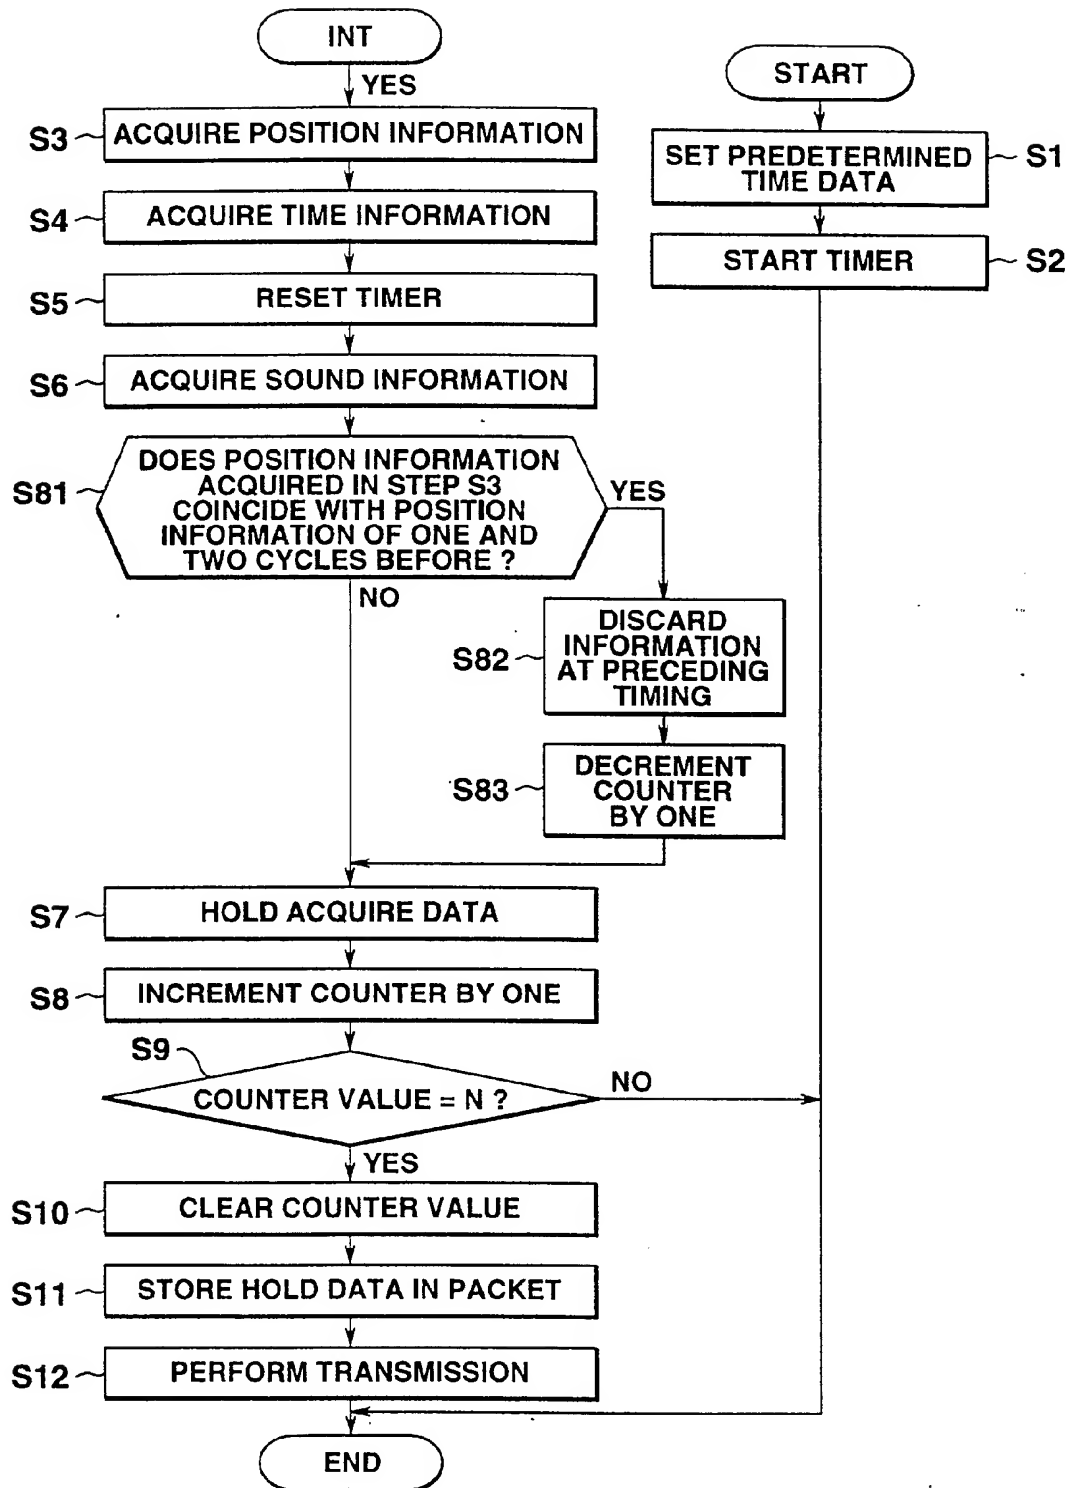 INT
YES
S3
ACQUIRE POSITION INFORMATION
S4
ACQUIRE TIME INFORMATION
S5
RESET TIMER
S6
ACQUIRE SOUND INFORMATION
S81
DOES POSITION INFORMATION
ACQUIRED IN STEP S3
COINCIDE WITH POSITION
INFORMATION OF ONE AND
TWO CYCLES BEFORE ?
YES
NO
S82
DISCARD
INFORMATION
AT PRECEDING
TIMING
S83
DECREMENT
COUNTER
BY ONE
S7
HOLD ACQUIRE DATA
S8
INCREMENT COUNTER BY ONE
S9
COUNTER VALUE = N ?
NO
YES
S10
CLEAR COUNTER VALUE
S11
STORE HOLD DATA IN PACKET
S12
PERFORM TRANSMISSION
END
START
SET PREDETERMINED
TIME DATA
S1
START TIMER
S2